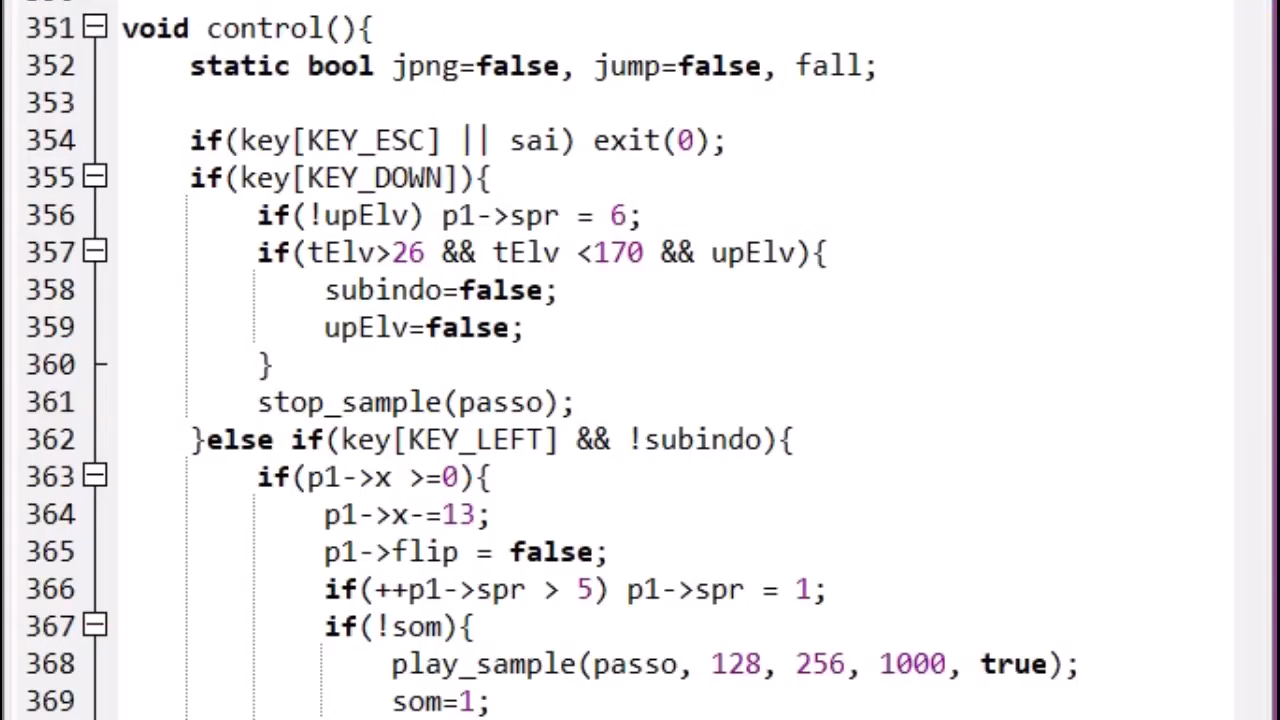 351 void control(){
352 static bool jpng=false, jump=false, fall;
353
354 if(key[KEY_ESC] || sai) exit(0);
355 if(key[KEY_DOWN]){
356 if(!upElv) p1->spr = 6;
357 if(tElv>26 && tElv <170 && upElv){
358 subindo=false;
359 upElv=false;
360 }
361 stop_sample(passo);
362 }else if(key[KEY_LEFT] && !subindo){
363 if(p1->x >=0){
364 p1->x-=13;
365 p1->flip = false;
366 if(++p1->spr > 5) p1->spr = 1;
367 if(!som){
368 play_sample(passo, 128, 256, 1000, true);
369 som=1;